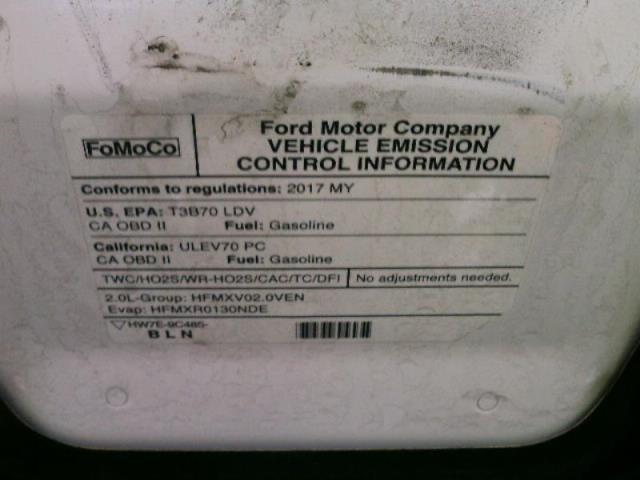 FoMoCo
Ford Motor Company
VEHICLE EMISSION
CONTROL INFORMATION
Conforms to regulations: 2017 MY
U.S. EPA: T3B70 LDV
CA OBD II Fuel: Gasoline
California: ULEV70 PC
CA OBD II Fuel: Gasoline
TWC/HO2S/WR-HO2S/CAC/TC/DFI No adjustments needed.
2.0L-Group: HFMXV02.0VEN
Evap: HFMXR0130NDE
HW7E-9C485-
BLN